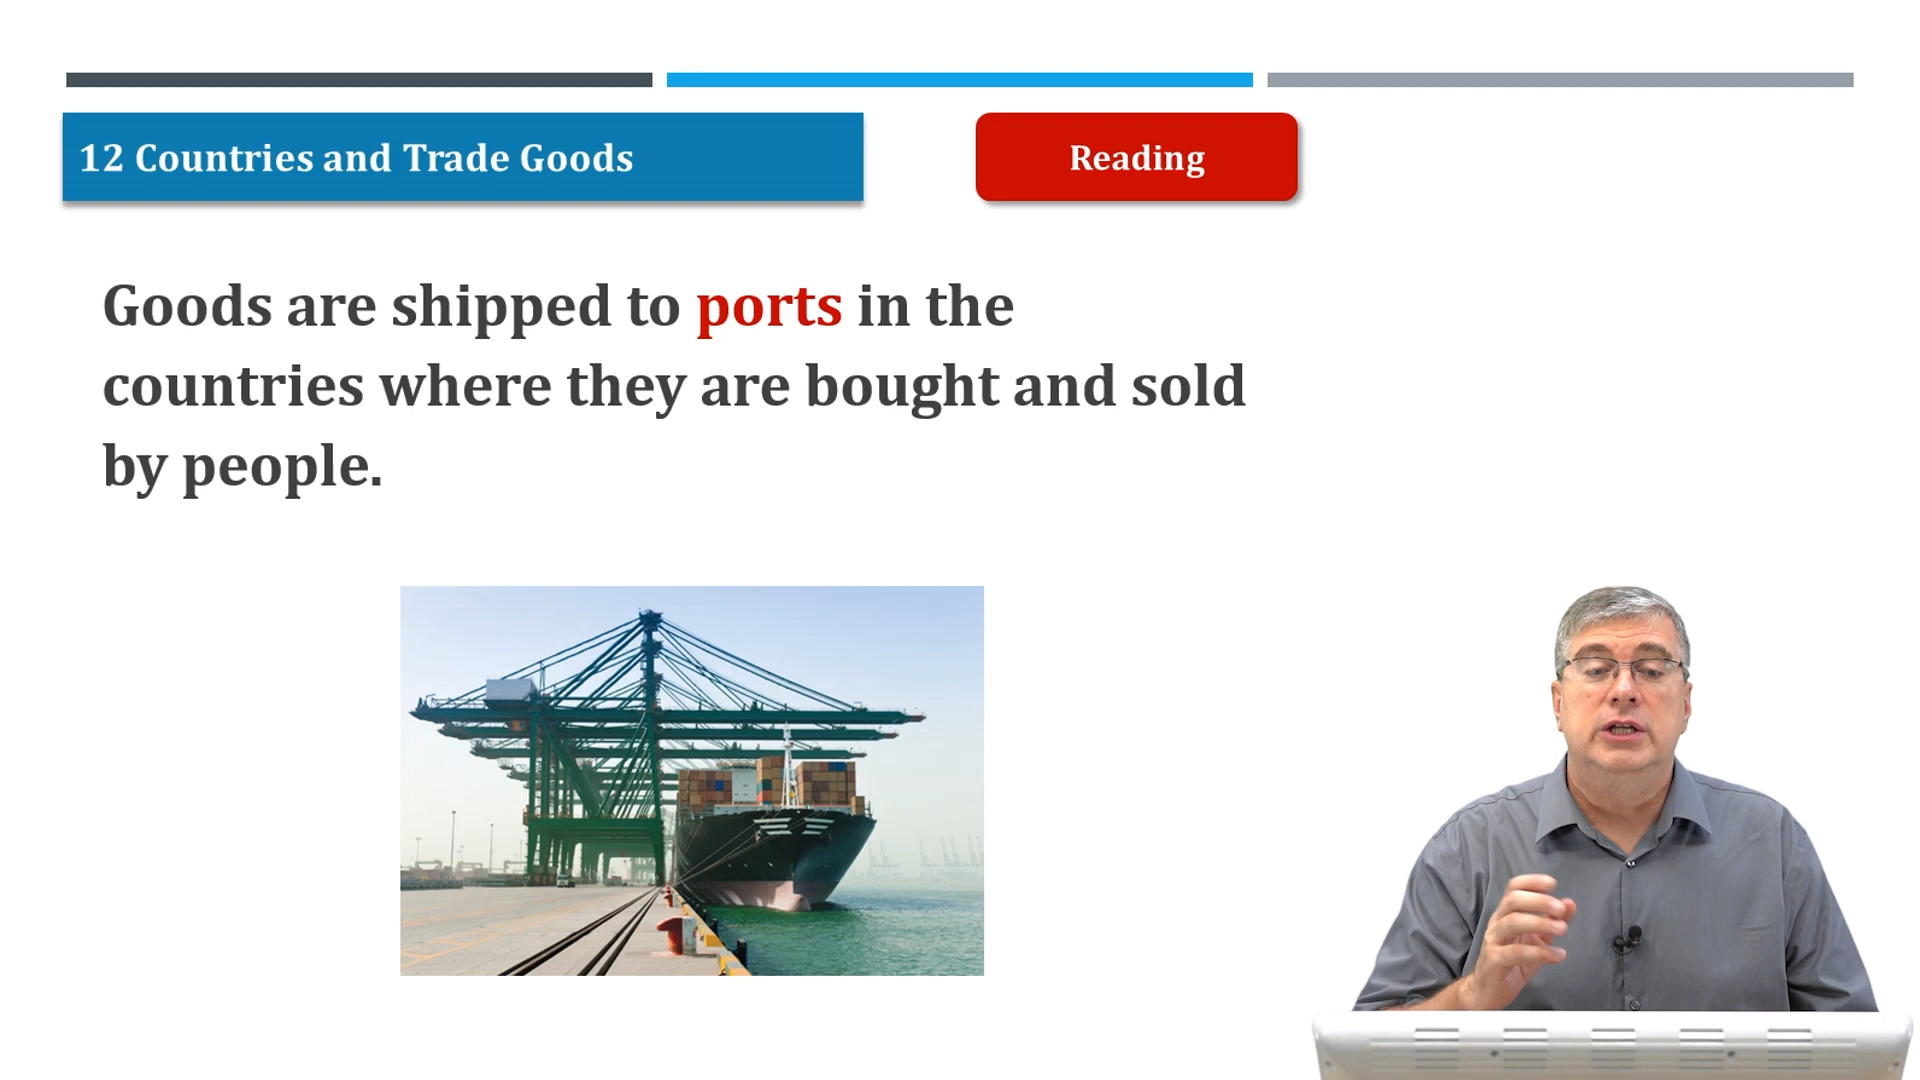 12 Countries and Trade Goods
Reading
Goods are shipped to ports in the
countries where they are bought and sold
by people.